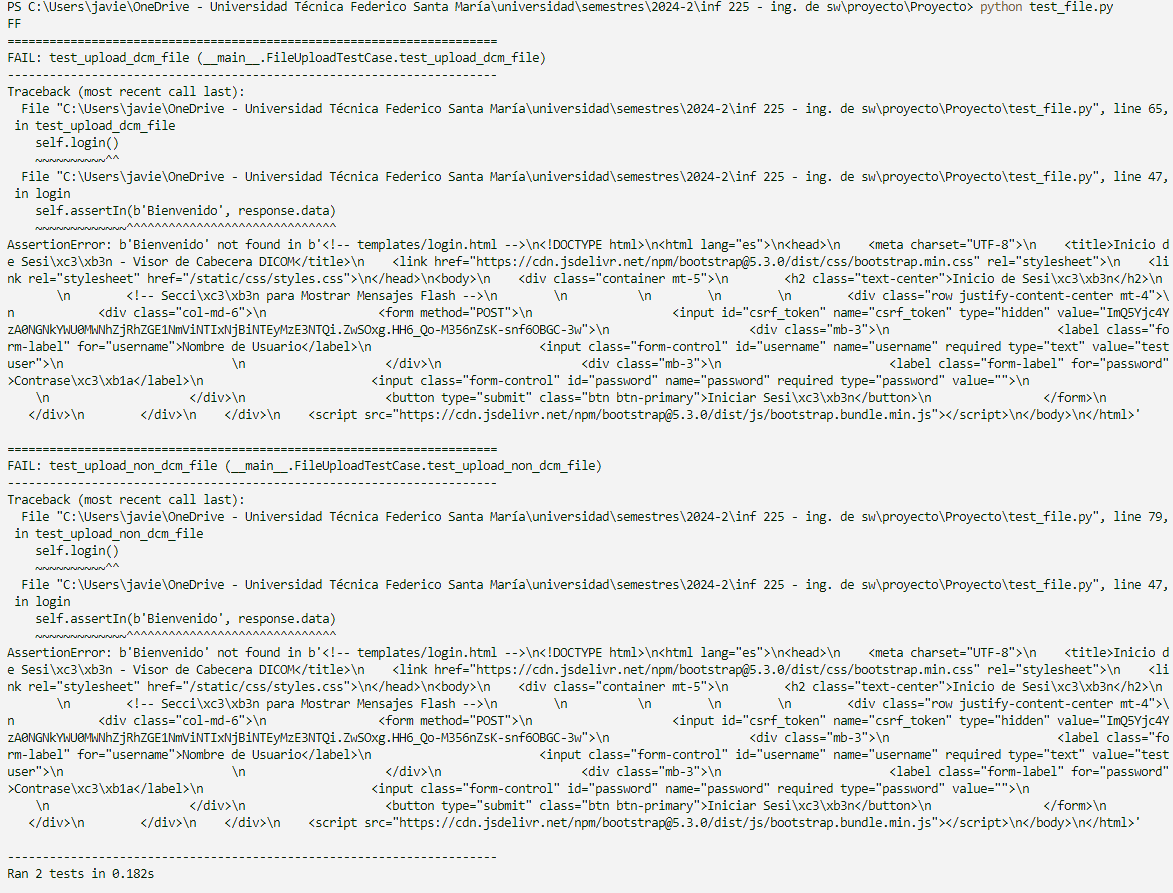 PS C:\Users\javie\OneDrive - Universidad Técnica Federico Santa María\universidad\semestres\2024-2\inf 225 - ing. de sw\proyecto\Proyecto> python test_file.py
FF
======================================================================
FAIL: test_upload_dcm_file (__main__.FileUploadTestCase.test_upload_dcm_file)
----------------------------------------------------------------------
Traceback (most recent call last):
  File "C:\Users\javie\OneDrive - Universidad Técnica Federico Santa María\universidad\semestres\2024-2\inf 225 - ing. de sw\proyecto\Proyecto\test_file.py", line 65,
 in test_upload_dcm_file
    self.login()
    ~~~~~~~~~~^^
  File "C:\Users\javie\OneDrive - Universidad Técnica Federico Santa María\universidad\semestres\2024-2\inf 225 - ing. de sw\proyecto\Proyecto\test_file.py", line 47,
 in login
    self.assertIn(b'Bienvenido', response.data)
    ~~~~~~~~~~~~~^^^^^^^^^^^^^^^^^^^^^^^^^^^^^^
AssertionError: b'Bienvenido' not found in b'<!-- templates/login.html -->\n<!DOCTYPE html>\n<html lang="es">\n<head>\n    <meta charset="UTF-8">\n    <title>Inicio d
e Sesi\xc3\xb3n - Visor de Cabecera DICOM</title>\n    <link href="https://cdn.jsdelivr.net/npm/bootstrap@5.3.0/dist/css/bootstrap.min.css" rel="stylesheet">\n    <li
nk rel="stylesheet" href="/static/css/styles.css">\n</head>\n<body>\n    <div class="container mt-5">\n        <h2 class="text-center">Inicio de Sesi\xc3\xb3n</h2>\n
       \n        <!-- Secci\xc3\xb3n para Mostrar Mensajes Flash -->\n        \n        \n        \n        \n        <div class="row justify-content-center mt-4">\
n            <div class="col-md-6">\n                <form method="POST">\n                    <input id="csrf_token" name="csrf_token" type="hidden" value="ImQ5Yjc4Y
zA0NGNkYWU0MWNhZjRhZGE1NmViNTIxNjBiNTEyMzE3NTQi.ZwSOxg.HH6_Qo-M356nZsK-snf6OBGC-3w">\n                    <div class="mb-3">\n                        <label class="fo
rm-label" for="username">Nombre de Usuario</label>\n                        <input class="form-control" id="username" name="username" required type="text" value="test
user">\n                        \n                    </div>\n                    <div class="mb-3">\n                        <label class="form-label" for="password"
>Contrase\xc3\xb1a</label>\n                        <input class="form-control" id="password" name="password" required type="password" value="">\n
    \n                    </div>\n                    <button type="submit" class="btn btn-primary">Iniciar Sesi\xc3\xb3n</button>\n                </form>\n
   </div>\n        </div>\n    </div>\n    <script src="https://cdn.jsdelivr.net/npm/bootstrap@5.3.0/dist/js/bootstrap.bundle.min.js"></script>\n</body>\n</html>'
======================================================================
FAIL: test_upload_non_dcm_file (__main__.FileUploadTestCase.test_upload_non_dcm_file)
----------------------------------------------------------------------
Traceback (most recent call last):
  File "C:\Users\javie\OneDrive - Universidad Técnica Federico Santa María\universidad\semestres\2024-2\inf 225 - ing. de sw\proyecto\Proyecto\test_file.py", line 79,
 in test_upload_non_dcm_file
    self.login()
    ~~~~~~~~~~^^
  File "C:\Users\javie\OneDrive - Universidad Técnica Federico Santa María\universidad\semestres\2024-2\inf 225 - ing. de sw\proyecto\Proyecto\test_file.py", line 47,
 in login
    self.assertIn(b'Bienvenido', response.data)
    ~~~~~~~~~~~~~^^^^^^^^^^^^^^^^^^^^^^^^^^^^^^
AssertionError: b'Bienvenido' not found in b'<!-- templates/login.html -->\n<!DOCTYPE html>\n<html lang="es">\n<head>\n    <meta charset="UTF-8">\n    <title>Inicio d
e Sesi\xc3\xb3n - Visor de Cabecera DICOM</title>\n    <link href="https://cdn.jsdelivr.net/npm/bootstrap@5.3.0/dist/css/bootstrap.min.css" rel="stylesheet">\n    <li
nk rel="stylesheet" href="/static/css/styles.css">\n</head>\n<body>\n    <div class="container mt-5">\n        <h2 class="text-center">Inicio de Sesi\xc3\xb3n</h2>\n
       \n        <!-- Secci\xc3\xb3n para Mostrar Mensajes Flash -->\n        \n        \n        \n        \n        <div class="row justify-content-center mt-4">\
n            <div class="col-md-6">\n                <form method="POST">\n                    <input id="csrf_token" name="csrf_token" type="hidden" value="ImQ5Yjc4Y
zA0NGNkYWU0MWNhZjRhZGE1NmViNTIxNjBiNTEyMzE3NTQi.ZwSOxg.HH6_Qo-M356nZsK-snf6OBGC-3w">\n                    <div class="mb-3">\n                        <label class="fo
rm-label" for="username">Nombre de Usuario</label>\n                        <input class="form-control" id="username" name="username" required type="text" value="test
user">\n                        \n                    </div>\n                    <div class="mb-3">\n                        <label class="form-label" for="password"
>Contrase\xc3\xb1a</label>\n                        <input class="form-control" id="password" name="password" required type="password" value="">\n
    \n                    </div>\n                    <button type="submit" class="btn btn-primary">Iniciar Sesi\xc3\xb3n</button>\n                </form>\n
   </div>\n        </div>\n    </div>\n    <script src="https://cdn.jsdelivr.net/npm/bootstrap@5.3.0/dist/js/bootstrap.bundle.min.js"></script>\n</body>\n</html>'
----------------------------------------------------------------------
Ran 2 tests in 0.182s